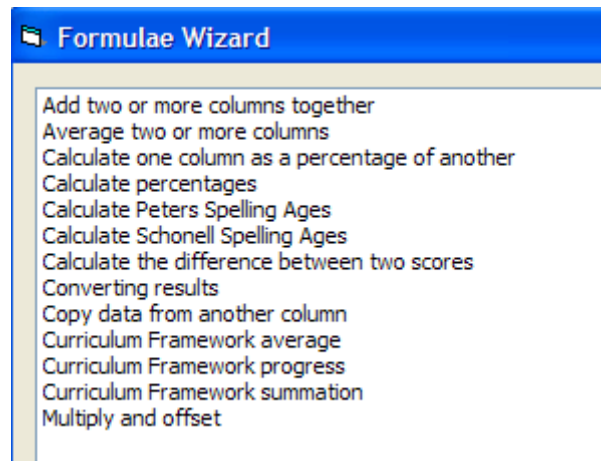 Formulae Wizard
Add two or more columns together
Average two or more columns
Calculate one column as a percentage of another
Calculate percentages
Calculate Peters Spelling Ages
Calculate Schonell Spelling Ages
Calculate the difference between two scores
Converting results
Copy data from another column
Curriculum Framework average
Curriculum Framework progress
Curriculum Framework summation
Multiply and offset